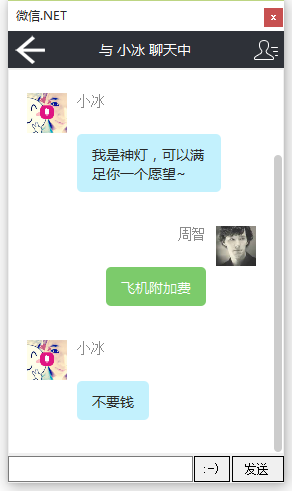 微信.NET
x
与 小冰 聊天中
小冰
我是神灯，可以满
足你一个愿望~
周智
飞机附加费
小冰
不要钱
:-)
发送